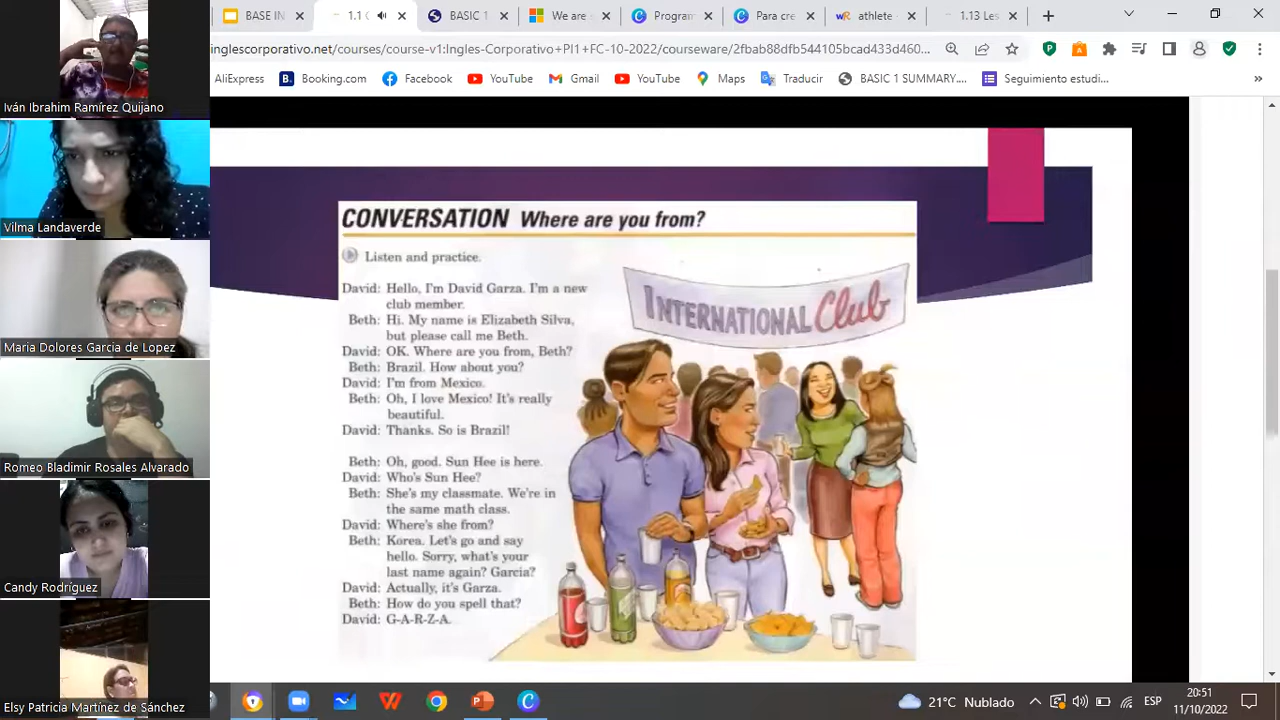 BASE IN
1.1 C
BASIC 1
We are s
Program
Para cre
athlete
1.13 Les
inglescorporativo.net/courses/course-v1:Ingles-Corporativo+PI1+FC-10-2022/courseware/2fbab88dfb5441058cad433d460...
AliExpress
Booking.com
Facebook
YouTube
Gmail
YouTube
Maps
Traducir
BASIC 1 SUMMARY....
Seguimiento estudi...
»
Iván Ibrahim Ramírez Quijano
Vilma Landaverde
Maria Dolores Garcia de Lopez
Romeo Bladimir Rosales Alvarado
Candy Rodríguez
Elsy Patricia Martínez de Sánchez
CONVERSATION Where are you from?
Listen and practice.
David: Hello, I'm David Garza. I'm a new
club member.
Beth: Hi. My name is Elizabeth Silva,
but please call me Beth.
David: OK. Where are you from, Beth?
Beth: Brazil. How about you?
David: I'm from Mexico.
Beth: Oh, I love Mexico! It's really
beautiful.
David: Thanks. So is Brazil!
Beth: Oh, good. Sun Hee is here.
David: Who's Sun Hee?
Beth: She's my classmate. We're in
the same math class.
David: Where's she from?
Beth: Korea. Let's go and say
hello. Sorry, what's your
last name again? Garcia?
David: Actually, it's Garza.
Beth: How do you spell that?
David: G-A-R-Z-A.
INTERNATIONAL Club
21°C Nublado
ESP
20:51
11/10/2022